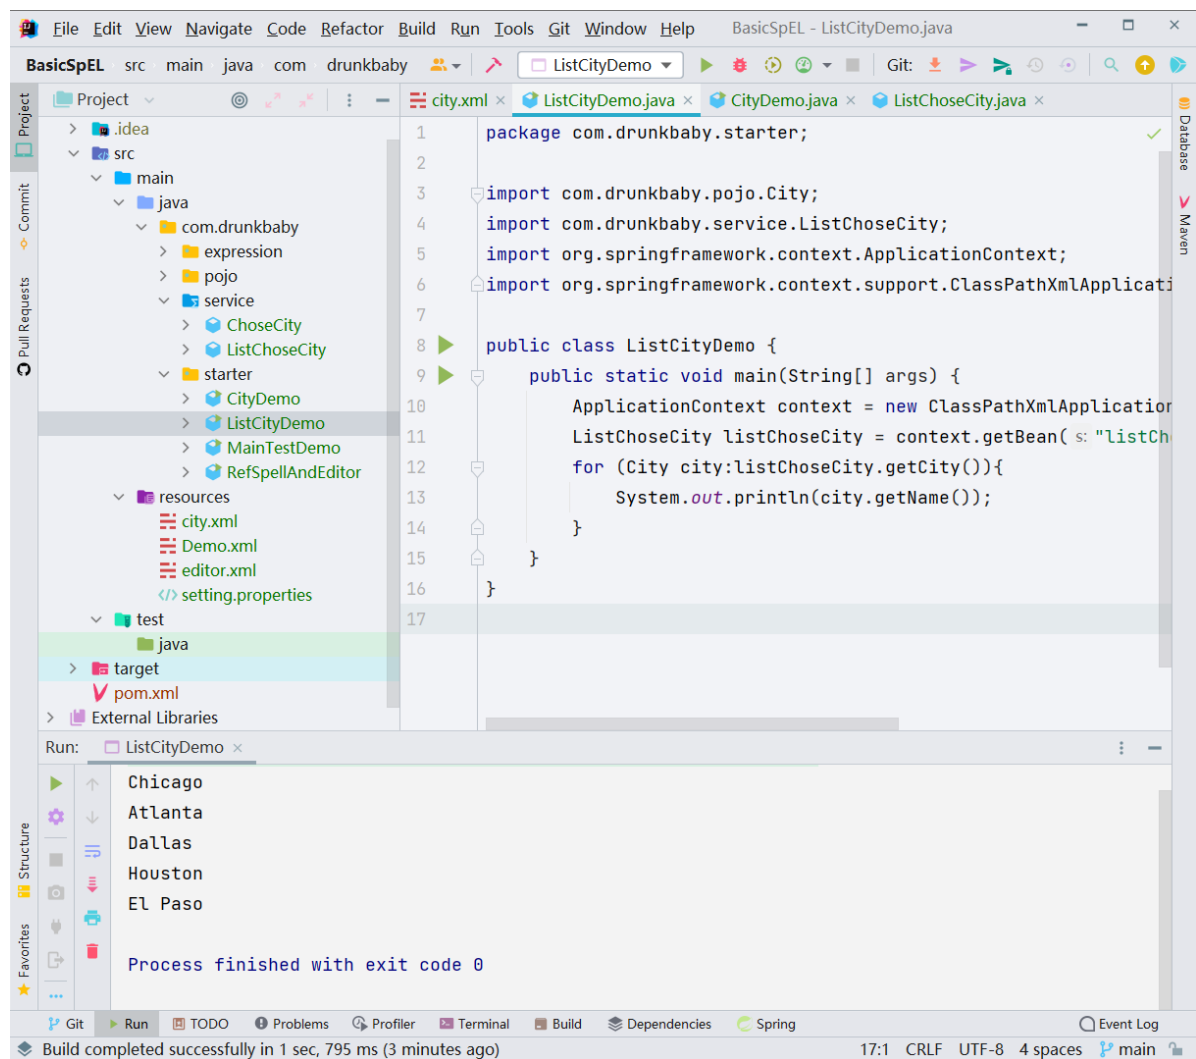 File Edit View Navigate Code Refactor Build Run Tools Git Window Help BasicSpEL - ListCityDemo.java
BasicSpEL src main java com drunkbaby ListCityDemo Git:
Project
city.xml ListCityDemo.java CityDemo.java ListChoseCity.java
Project
Commit
Pull Requests
Structure
Favorites
Database
Maven
.idea
src
main
java
com.drunkbaby
expression
pojo
service
ChoseCity
ListChoseCity
starter
CityDemo
ListCityDemo
MainTestDemo
RefSpellAndEditor
resources
city.xml
Demo.xml
editor.xml
setting.properties
test
java
target
pom.xml
External Libraries
1 package com.drunkbaby.starter;
2
3 import com.drunkbaby.pojo.City;
4 import com.drunkbaby.service.ListChoseCity;
5 import org.springframework.context.ApplicationContext;
6 import org.springframework.context.support.ClassPathXmlApplicati
7
8 public class ListCityDemo {
9 public static void main(String[] args) {
10 ApplicationContext context = new ClassPathXmlApplication
11 ListChoseCity listChoseCity = context.getBean( s: "listCh
12 for (City city:listChoseCity.getCity()){
13 System.out.println(city.getName());
14 }
15 }
16 }
17
Run: ListCityDemo
Chicago
Atlanta
Dallas
Houston
El Paso
Process finished with exit code 0
Git Run TODO Problems Profiler Terminal Build Dependencies Spring Event Log
Build completed successfully in 1 sec, 795 ms (3 minutes ago) 17:1 CRLF UTF-8 4 spaces main